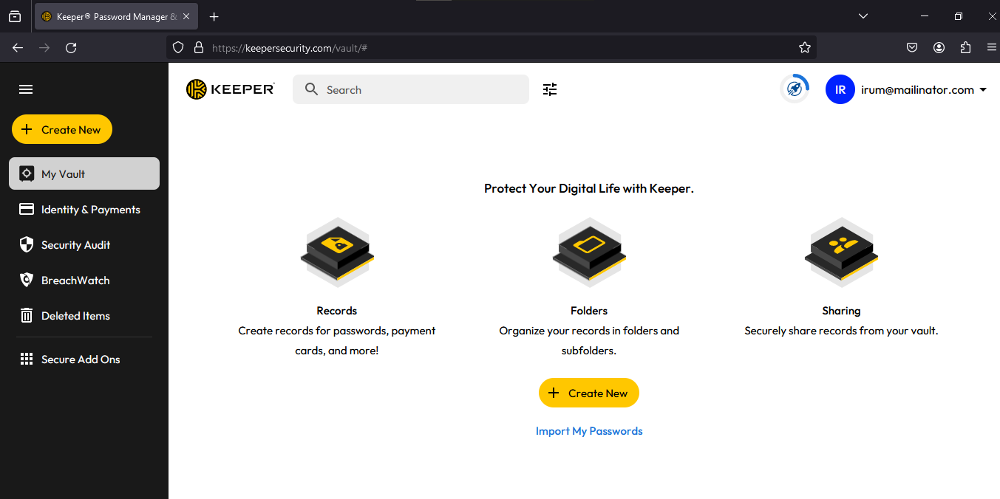 Keeper® Password Manager &
https://keepersecurity.com/vault/#
KEEPER
Search
IR
irum@mailinator.com
Create New
My Vault
Identity & Payments
Security Audit
BreachWatch
Deleted Items
Secure Add Ons
Protect Your Digital Life with Keeper.
Records
Create records for passwords, payment
cards, and more!
Folders
Organize your records in folders and
subfolders.
Sharing
Securely share records from your vault.
Create New
Import My Passwords